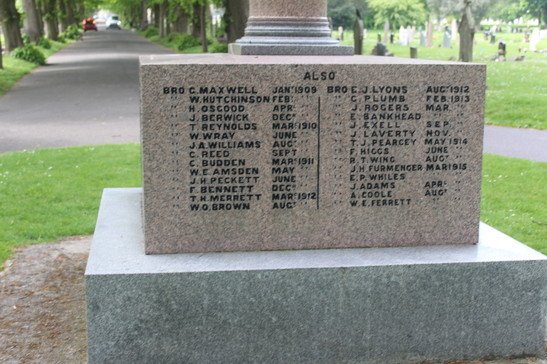 ALSO
BRO C. MAXWELL JAN^Y 1909
" W. HUTCHINSON FEB^Y "
" H. OSGOOD APR "
" J. BERWICK DEC^R "
" T. REYNOLDS MAR 1910
" W. WRAY JUNE "
" J.A. WILLIAMS AUG^T "
" C. REED SEPT "
" C. BUDDEN MAR 1911
" W.E. AMSDEN MAY "
" J.H. PECKETT JUNE "
" F. BENNETT DEC^R "
" T.H. MERRETT MAR 1912
" W.O. BROWN AUG^T "
BRO E.J. LYONS AUG^T 1912
" C. PLUMB FEB 1913
" J. ROGERS MAR "
" E. BANKHEAD " "
" J. EXELL SEP "
" J. LAVERTY NOV "
" T.J. PEARCEY MAY 1914
" F. HIGGS JUNE "
" R.T. WING AUG^T "
" J.H. FURMENGER MAR 1915
" E.P. WHILES " "
" J. ADAMS APR "
" A. COOLE AUG^T "
" W.E. FERRETT " "